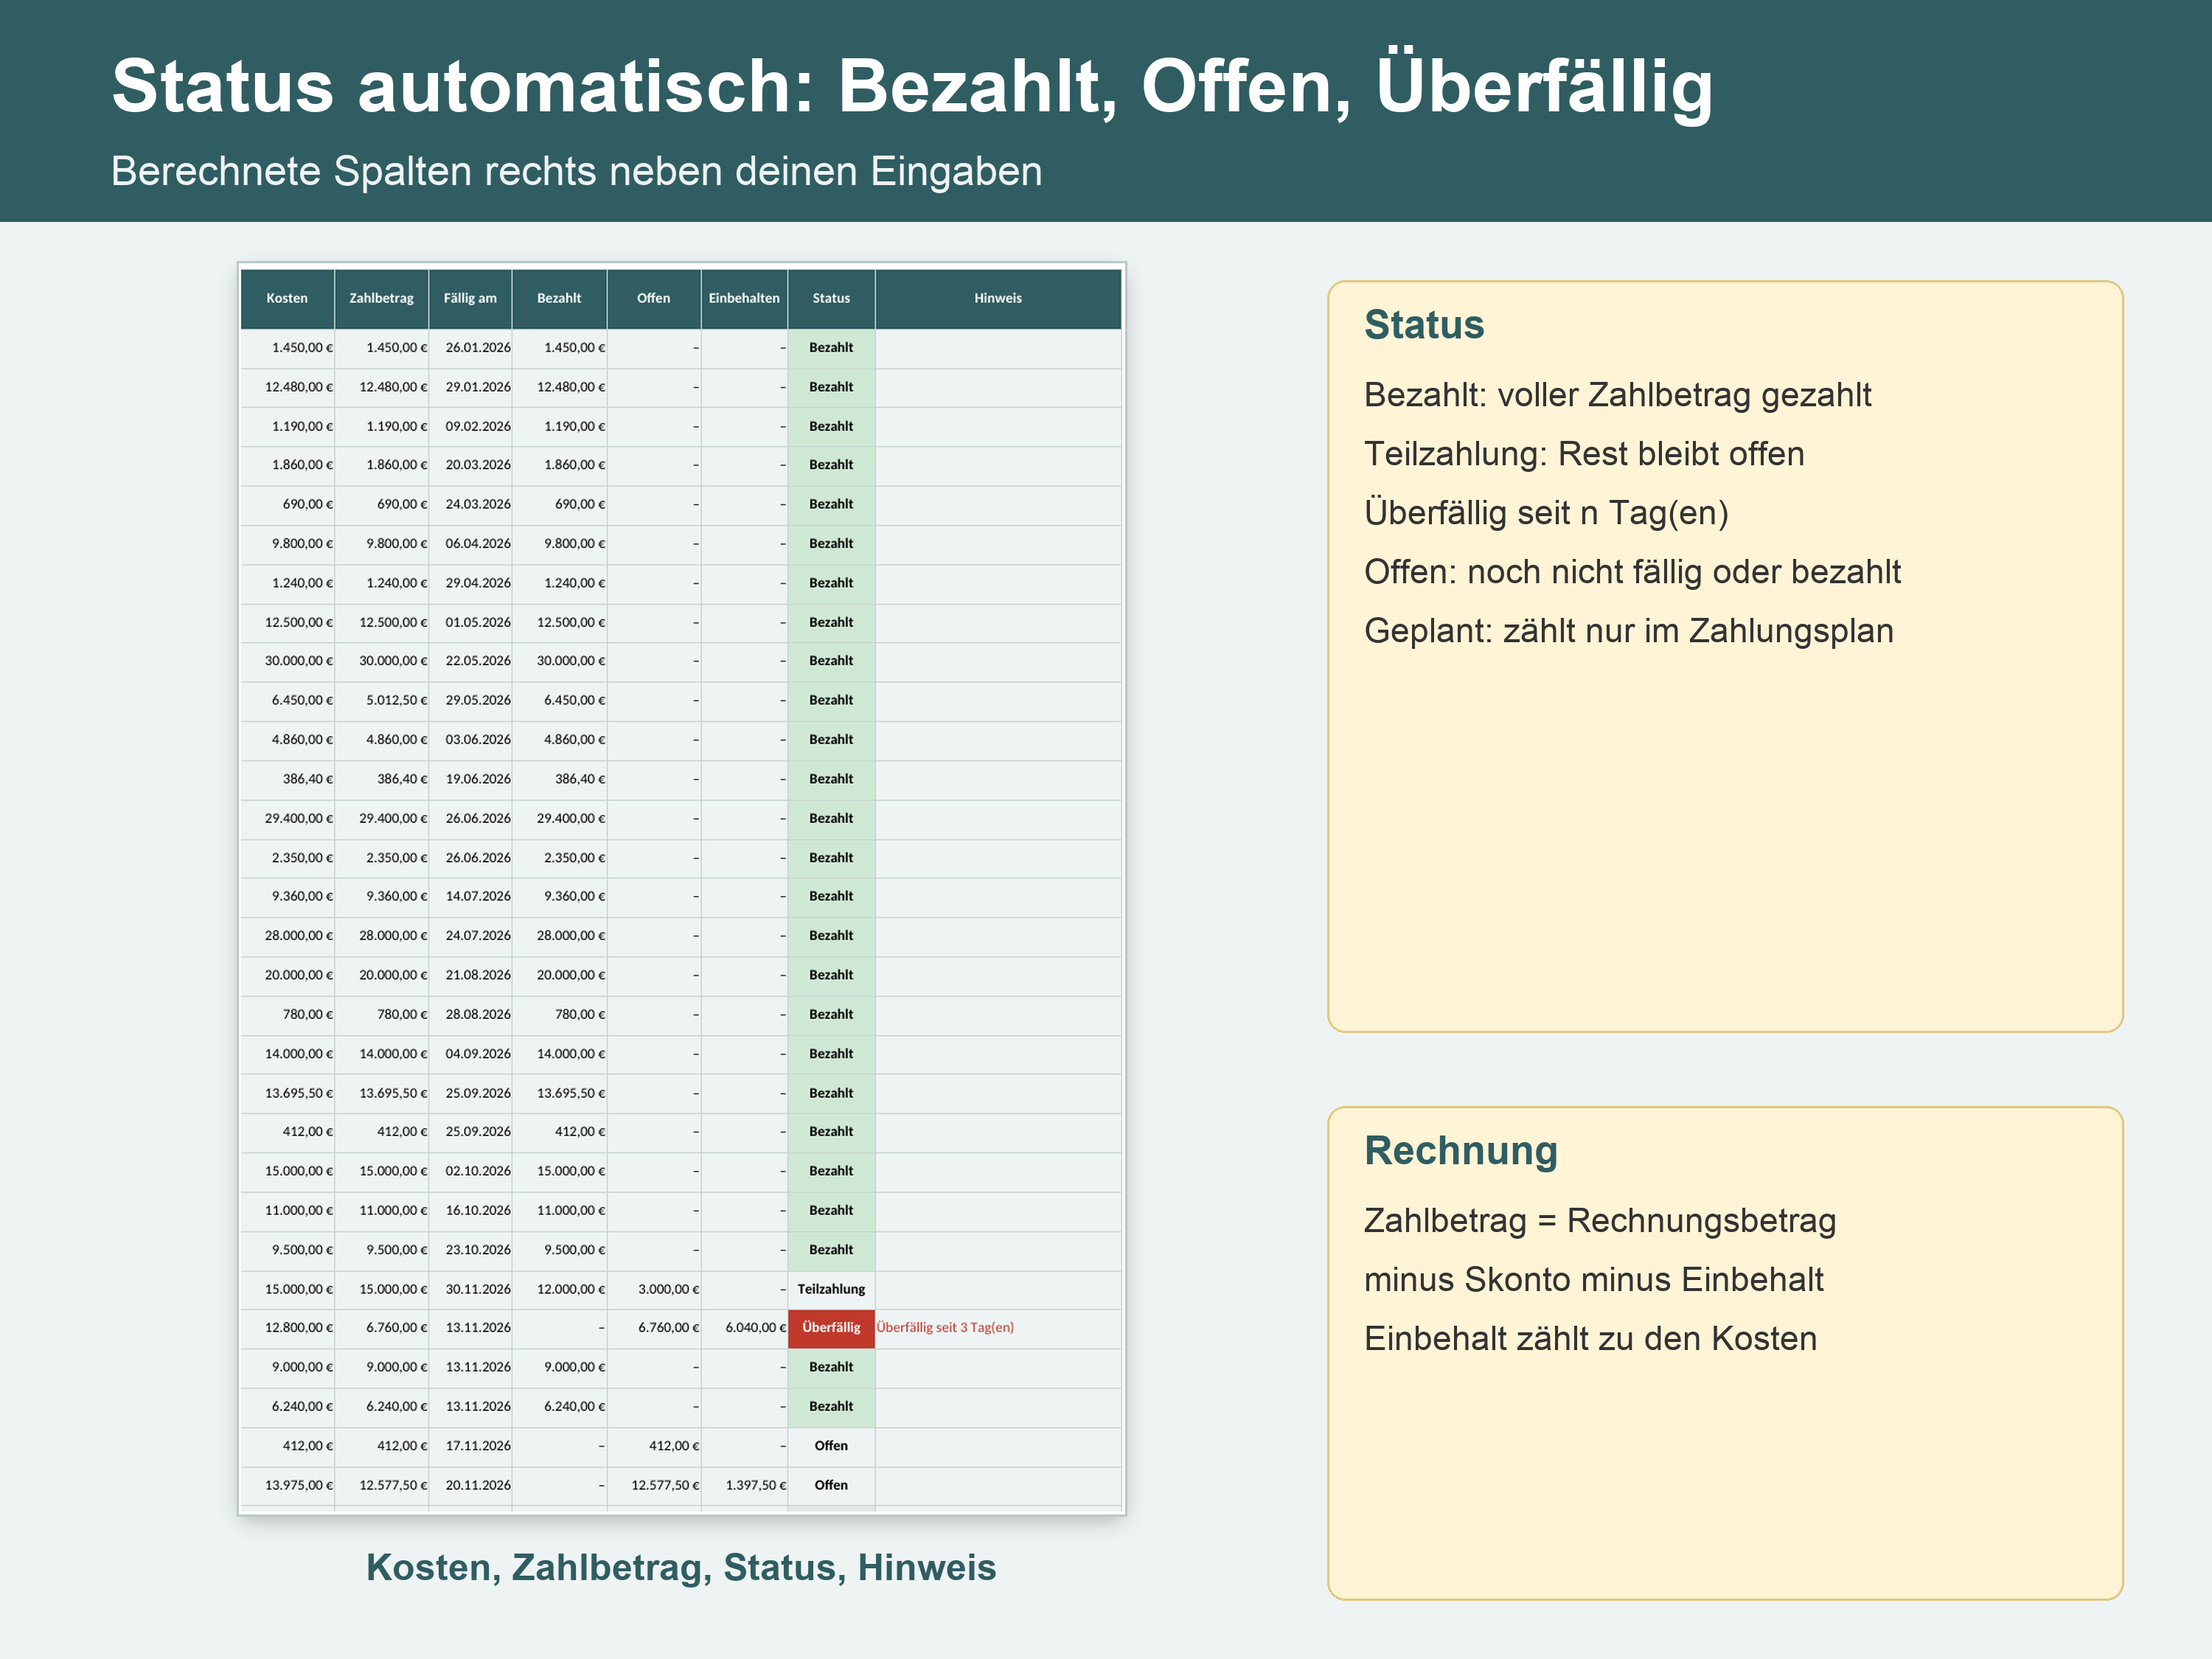 Status automatisch: Bezahlt, Offen, Überfällig
Berechnete Spalten rechts neben deinen Eingaben
Kosten Zahlbetrag Fällig am Bezahlt Offen Einbehalten Status Hinweis
1.450,00 € 1.450,00 € 26.01.2026 1.450,00 € – – Bezahlt
12.480,00 € 12.480,00 € 29.01.2026 12.480,00 € – – Bezahlt
1.190,00 € 1.190,00 € 09.02.2026 1.190,00 € – – Bezahlt
1.860,00 € 1.860,00 € 20.03.2026 1.860,00 € – – Bezahlt
690,00 € 690,00 € 24.03.2026 690,00 € – – Bezahlt
9.800,00 € 9.800,00 € 06.04.2026 9.800,00 € – – Bezahlt
1.240,00 € 1.240,00 € 29.04.2026 1.240,00 € – – Bezahlt
12.500,00 € 12.500,00 € 01.05.2026 12.500,00 € – – Bezahlt
30.000,00 € 30.000,00 € 22.05.2026 30.000,00 € – – Bezahlt
6.450,00 € 5.012,50 € 29.05.2026 6.450,00 € – – Bezahlt
4.860,00 € 4.860,00 € 03.06.2026 4.860,00 € – – Bezahlt
386,40 € 386,40 € 19.06.2026 386,40 € – – Bezahlt
29.400,00 € 29.400,00 € 26.06.2026 29.400,00 € – – Bezahlt
2.350,00 € 2.350,00 € 26.06.2026 2.350,00 € – – Bezahlt
9.360,00 € 9.360,00 € 14.07.2026 9.360,00 € – – Bezahlt
28.000,00 € 28.000,00 € 24.07.2026 28.000,00 € – – Bezahlt
20.000,00 € 20.000,00 € 21.08.2026 20.000,00 € – – Bezahlt
780,00 € 780,00 € 28.08.2026 780,00 € – – Bezahlt
14.000,00 € 14.000,00 € 04.09.2026 14.000,00 € – – Bezahlt
13.695,50 € 13.695,50 € 25.09.2026 13.695,50 € – – Bezahlt
412,00 € 412,00 € 25.09.2026 412,00 € – – Bezahlt
15.000,00 € 15.000,00 € 02.10.2026 15.000,00 € – – Bezahlt
11.000,00 € 11.000,00 € 16.10.2026 11.000,00 € – – Bezahlt
9.500,00 € 9.500,00 € 23.10.2026 9.500,00 € – – Bezahlt
15.000,00 € 15.000,00 € 30.11.2026 12.000,00 € 3.000,00 € – Teilzahlung
12.800,00 € 6.760,00 € 13.11.2026 – 6.760,00 € 6.040,00 € Überfällig Überfällig seit 3 Tag(en)
9.000,00 € 9.000,00 € 13.11.2026 9.000,00 € – – Bezahlt
6.240,00 € 6.240,00 € 13.11.2026 6.240,00 € – – Bezahlt
412,00 € 412,00 € 17.11.2026 – 412,00 € – Offen
13.975,00 € 12.577,50 € 20.11.2026 – 12.577,50 € 1.397,50 € Offen
Kosten, Zahlbetrag, Status, Hinweis
Status
Bezahlt: voller Zahlbetrag gezahlt
Teilzahlung: Rest bleibt offen
Überfällig seit n Tag(en)
Offen: noch nicht fällig oder bezahlt
Geplant: zählt nur im Zahlungsplan
Rechnung
Zahlbetrag = Rechnungsbetrag
minus Skonto minus Einbehalt
Einbehalt zählt zu den Kosten